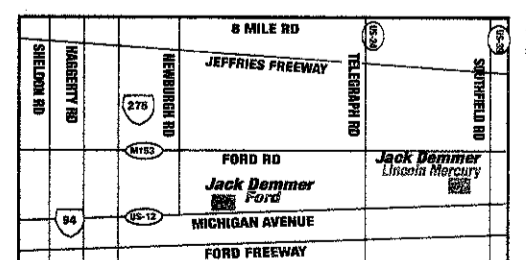 8 MILE RD
US-24
US-39
JEFFRIES FREEWAY
SHELDON RD
HAGGERTY RD
NEWBURGH RD
TELEGRAPH RD
SOUTHFIELD RD
275
M153
FORD RD
Jack Demmer
Lincoln Mercury
Jack Demmer
Ford
94
US-12
MICHIGAN AVENUE
FORD FREEWAY